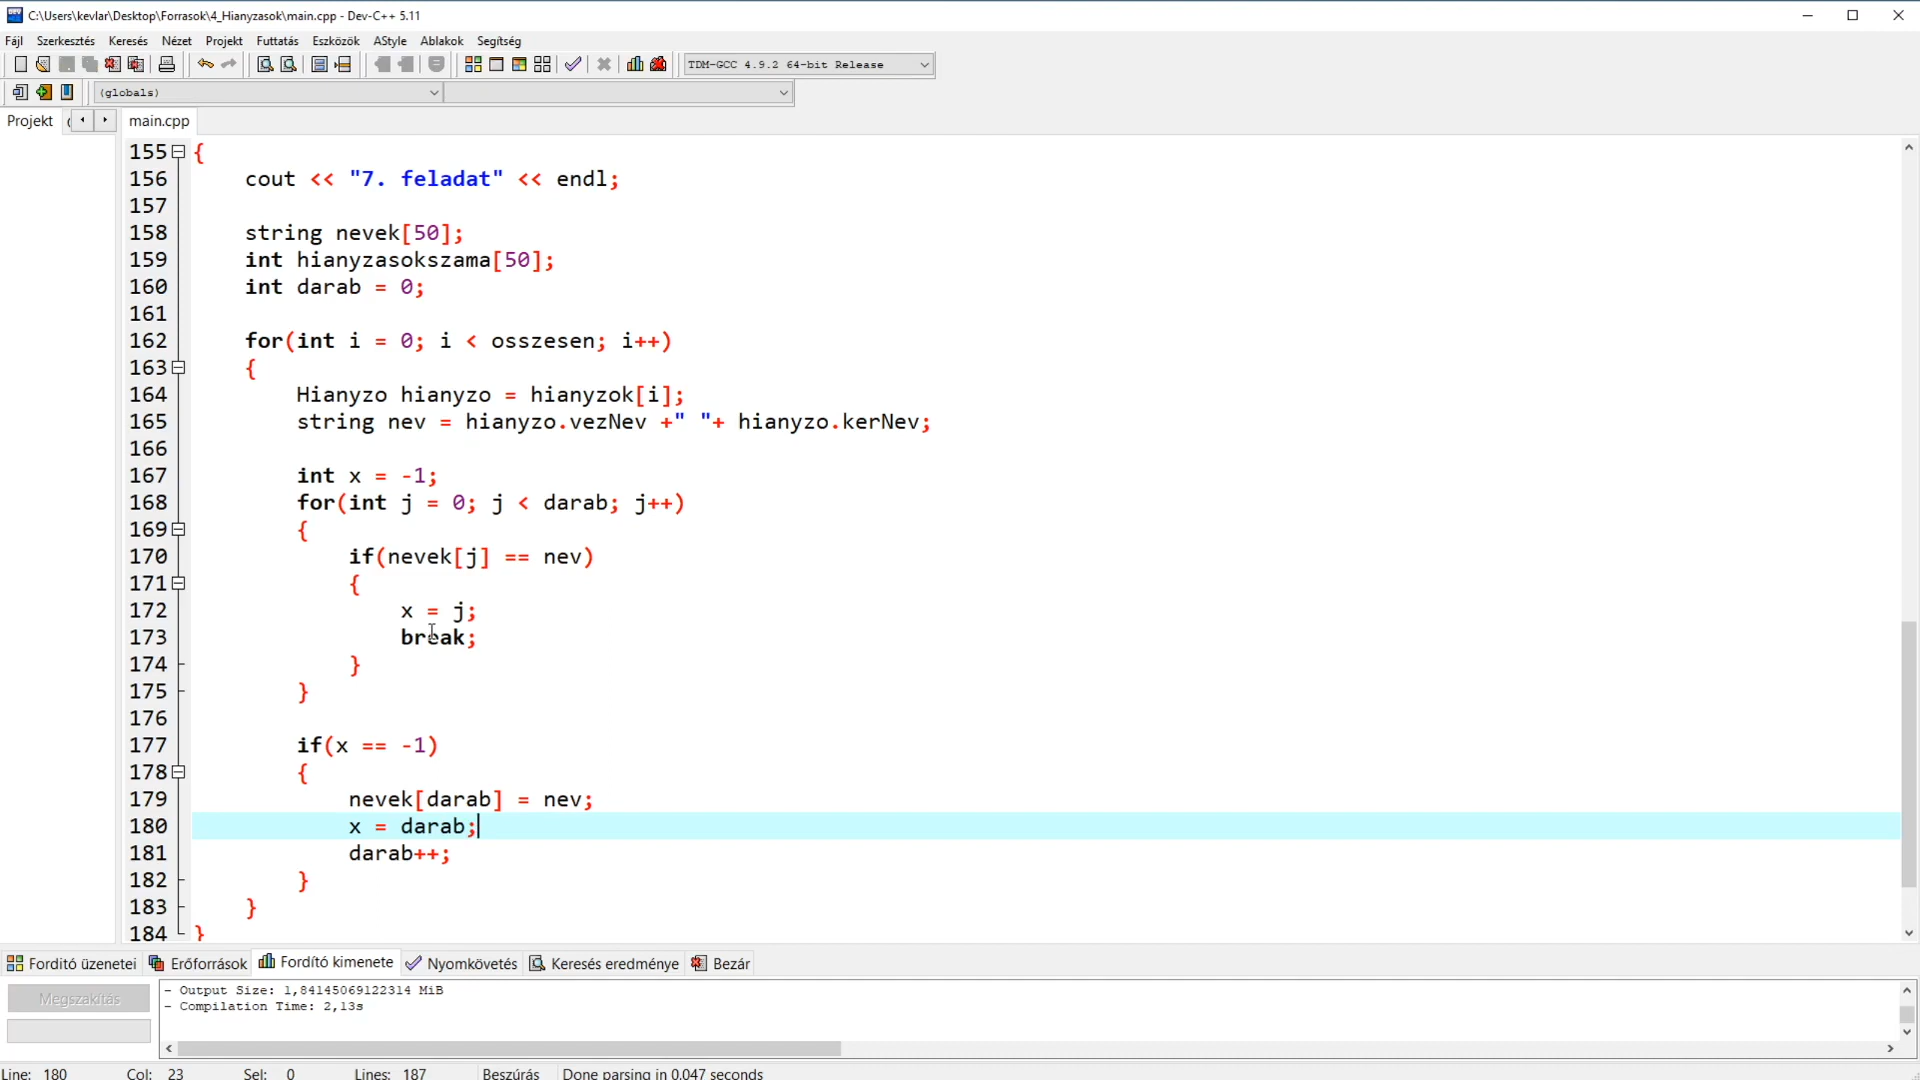 C:\Users\kevlar\Desktop\Forrasok\4_Hianyzasok\main.cpp - Dev-C++ 5.11
Fájl Szerkesztés Keresés Nézet Projekt Futtatás Eszközök AStyle Ablakok Segítség
TDM-GCC 4.9.2 64-bit Release
(globals)
Projekt main.cpp
155 {
156 cout << "7. feladat" << endl;
157
158 string nevek[50];
159 int hianyzasokszama[50];
160 int darab = 0;
161
162 for(int i = 0; i < osszesen; i++)
163 {
164 Hianyzo hianyzo = hianyzok[i];
165 string nev = hianyzo.vezNev +" "+ hianyzo.kerNev;
166
167 int x = -1;
168 for(int j = 0; j < darab; j++)
169 {
170 if(nevek[j] == nev)
171 {
172 x = j;
173 break;
174 }
175 }
176
177 if(x == -1)
178 {
179 nevek[darab] = nev;
180 x = darab;
181 darab++;
182 }
183 }
184 }
Fordító üzenetei Erőforrások Fordító kimenete Nyomkövetés Keresés eredménye Bezár
Megszakítás
- Output Size: 1,84145069122314 MiB
- Compilation Time: 2,13s
Line: 180 Col: 23 Sel: 0 Lines: 187 Beszúrás Done parsing in 0.047 seconds